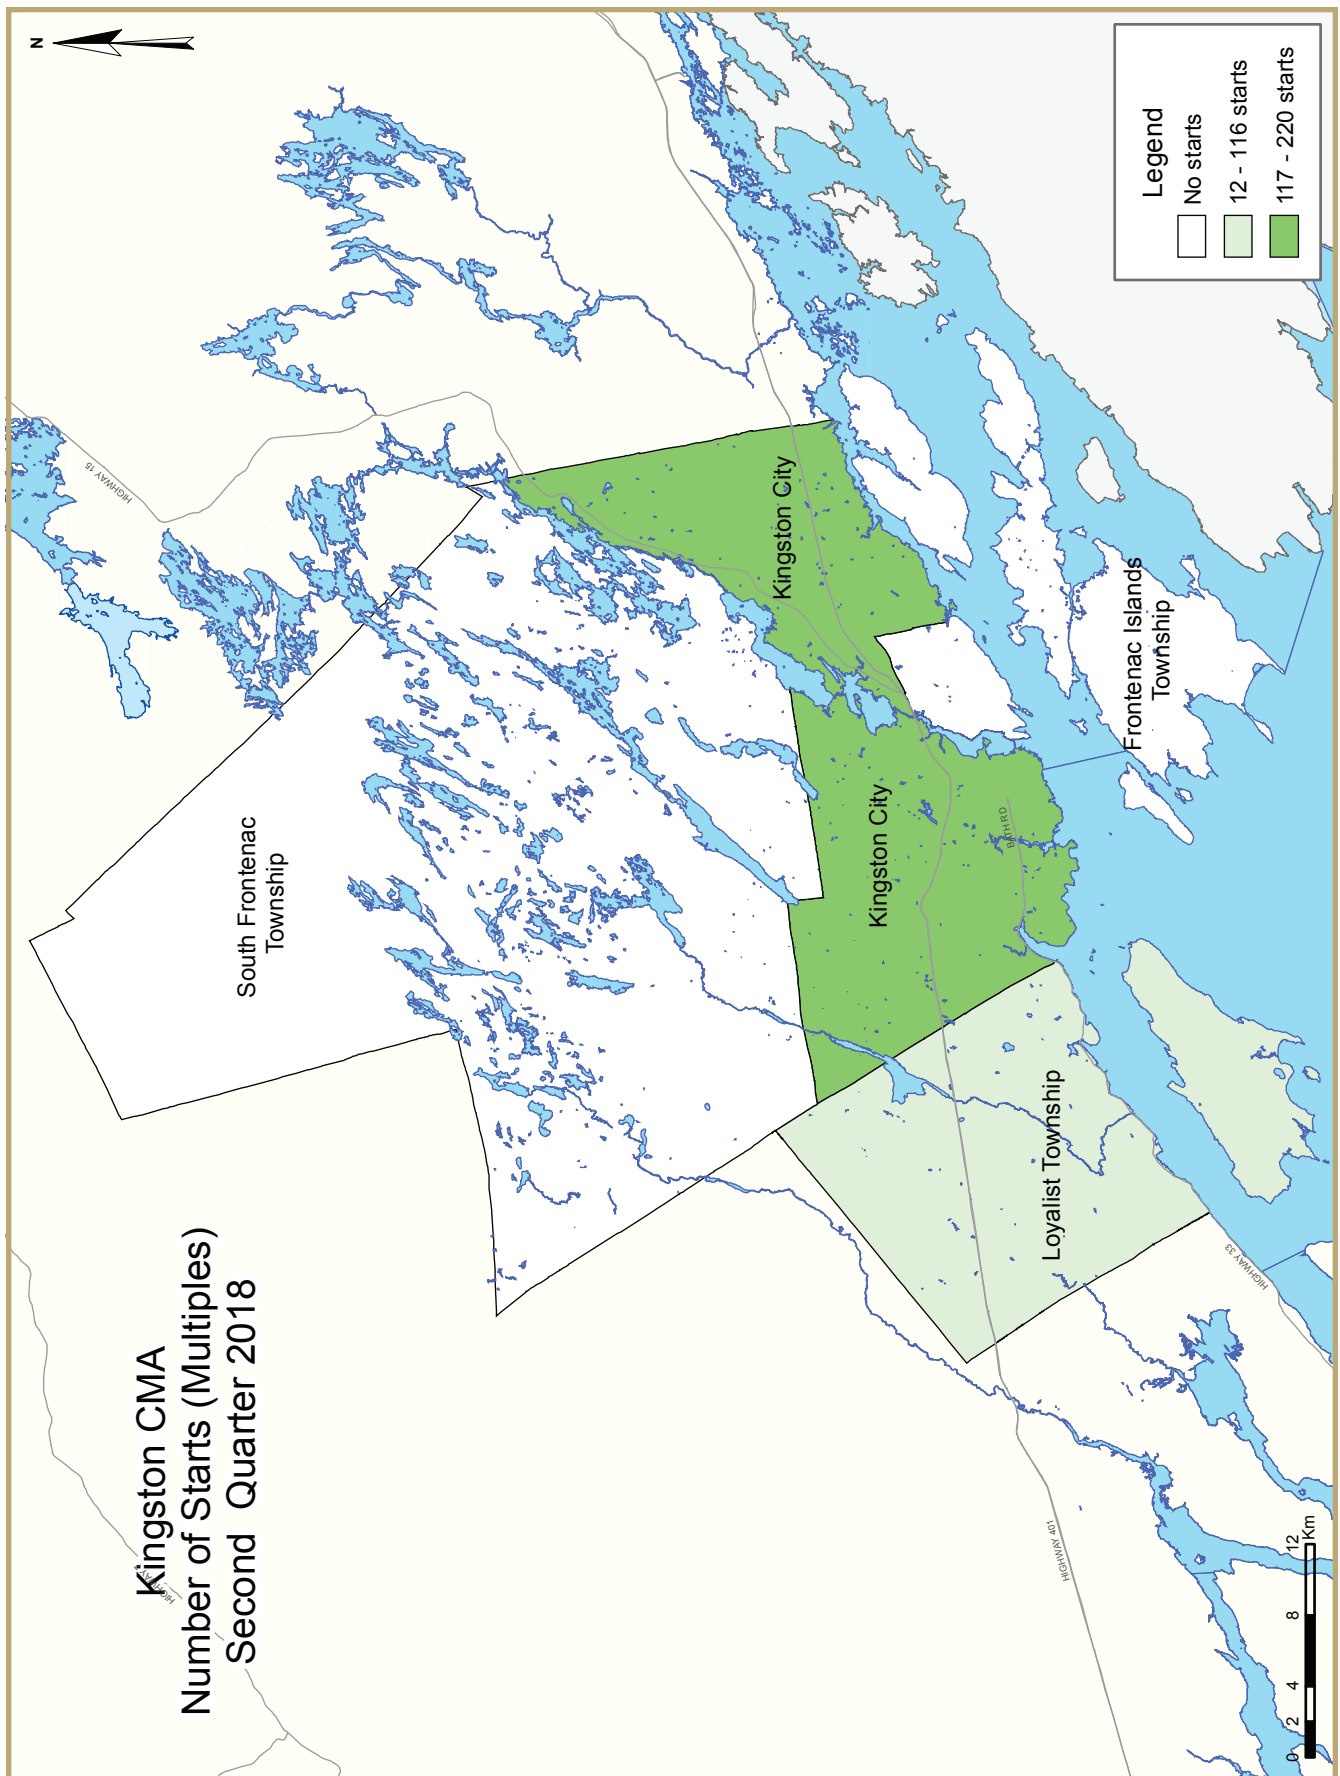 Kingston CMA
Number of Starts (Multiples)
Second Quarter 2018
N
HIGHWAY 15
South Frontenac
Township
Kingston City
Kingston City
BATH RD
Frontenac Islands
Township
Loyalist Township
HIGHWAY 33
HIGHWAY 401
Legend
No starts
12 - 116 starts
117 - 220 starts
0 2 4 8 12
Km